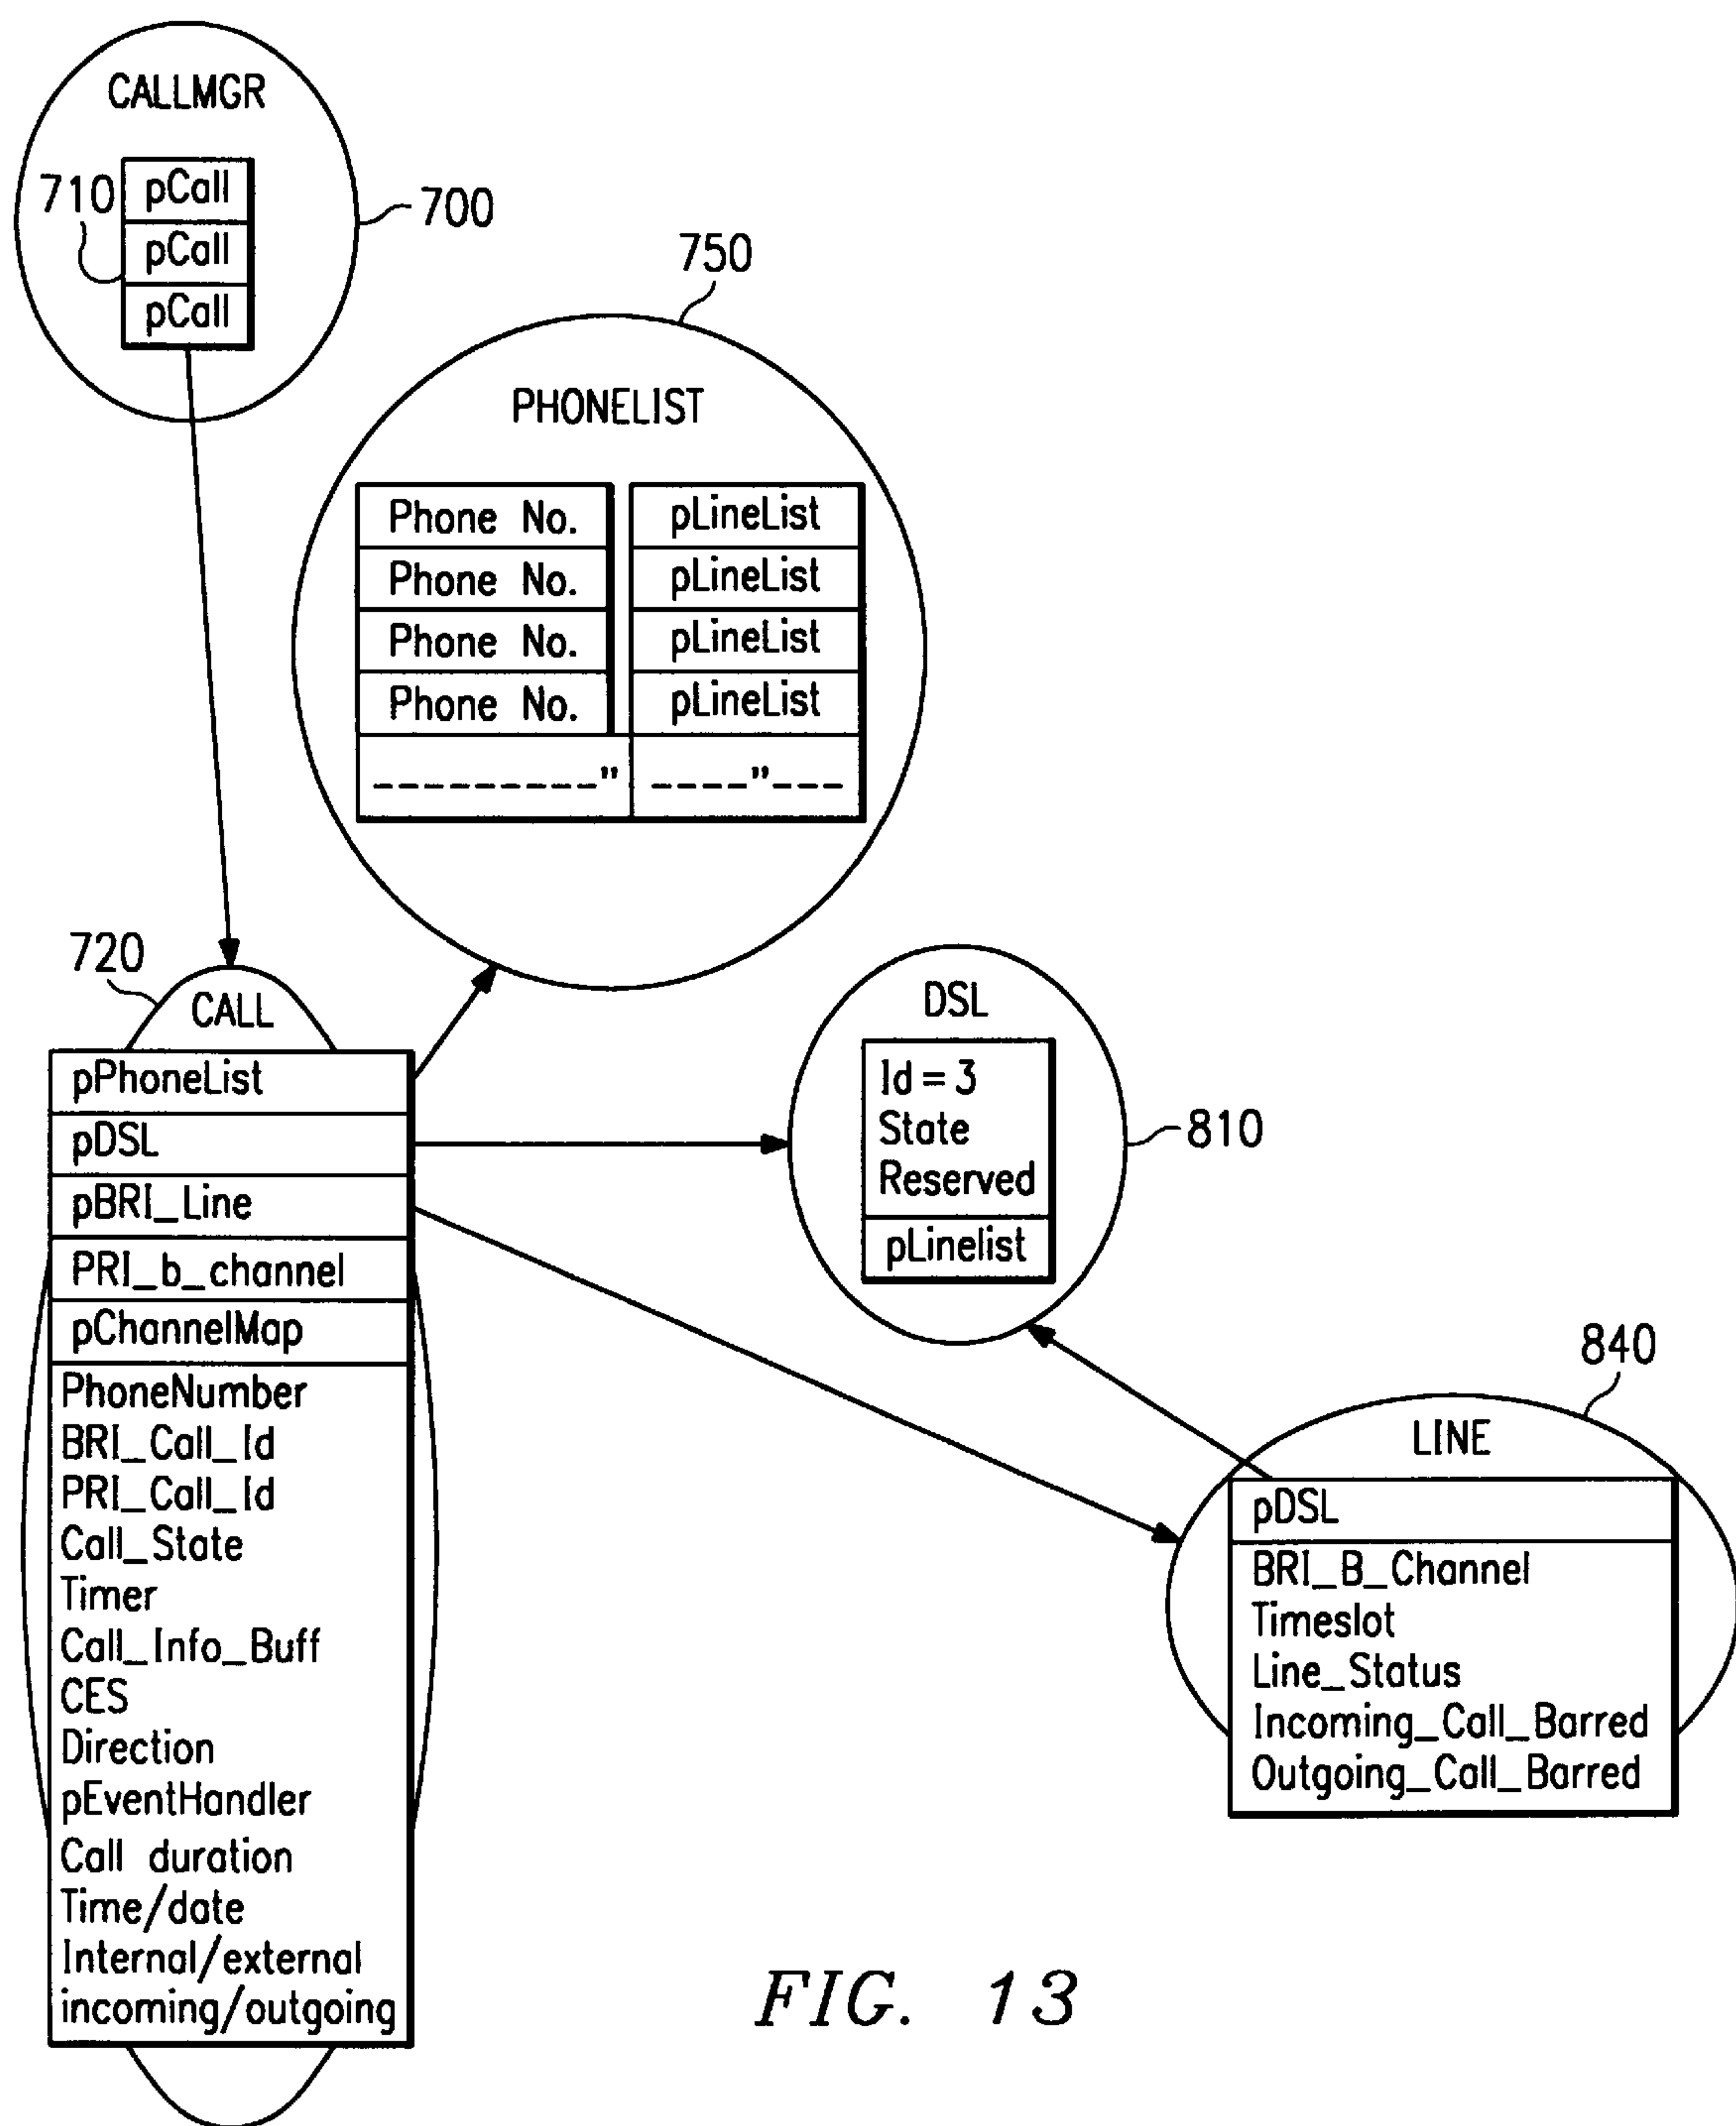 CALLMGR
710
pCall
pCall
pCall
700
750
PHONELIST
Phone No. pLineList
Phone No. pLineList
Phone No. pLineList
Phone No. pLineList
----------" ----"---
720
CALL
pPhoneList
pDSL
pBRI_Line
PRI_b_channel
pChannelMap
PhoneNumber
BRI_Call_Id
PRI_Call_Id
Call_State
Timer
Call_Info_Buff
CES
Direction
pEventHandler
Call duration
Time/date
Internal/external
incoming/outgoing
DSL
Id = 3
State
Reserved
pLinelist
810
840
LINE
pDSL
BRI_B_Channel
Timeslot
Line_Status
Incoming_Call_Barred
Outgoing_Call_Barred
FIG. 13